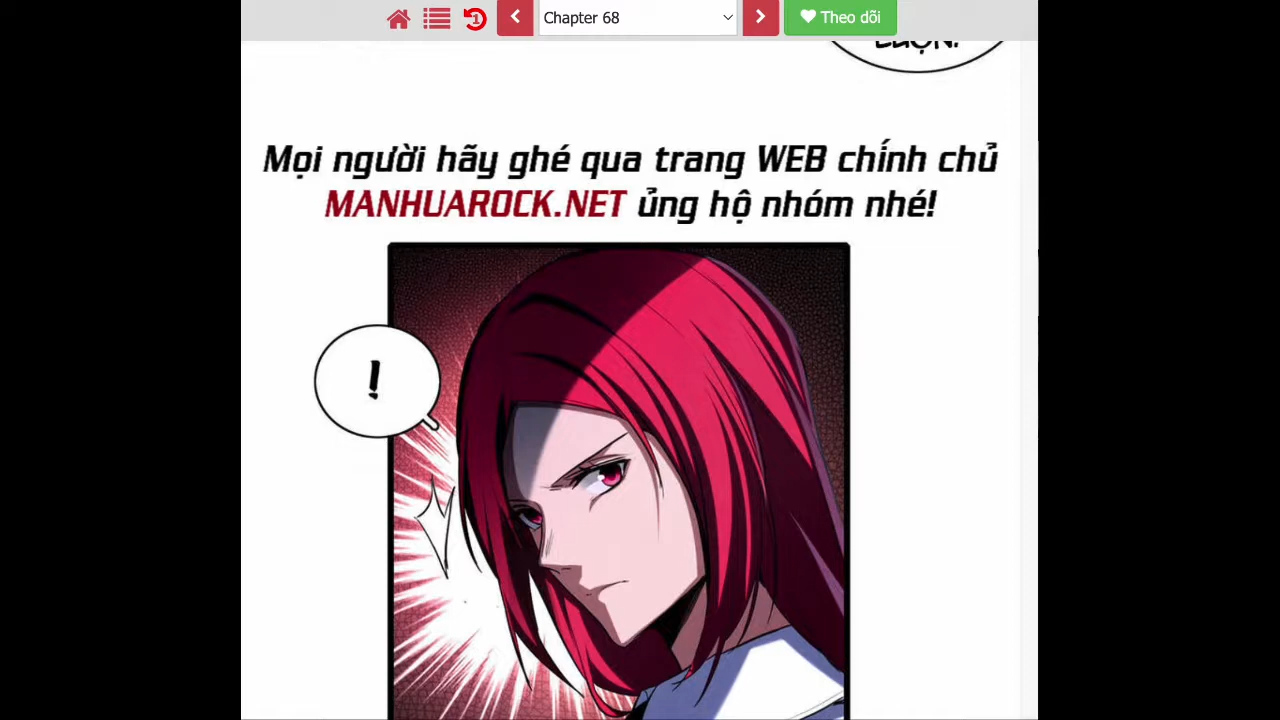 Chapter 68
Theo dõi
Mọi người hãy ghé qua trang WEB chính chủ
MANHUAROCK.NET ủng hộ nhóm nhé!
!